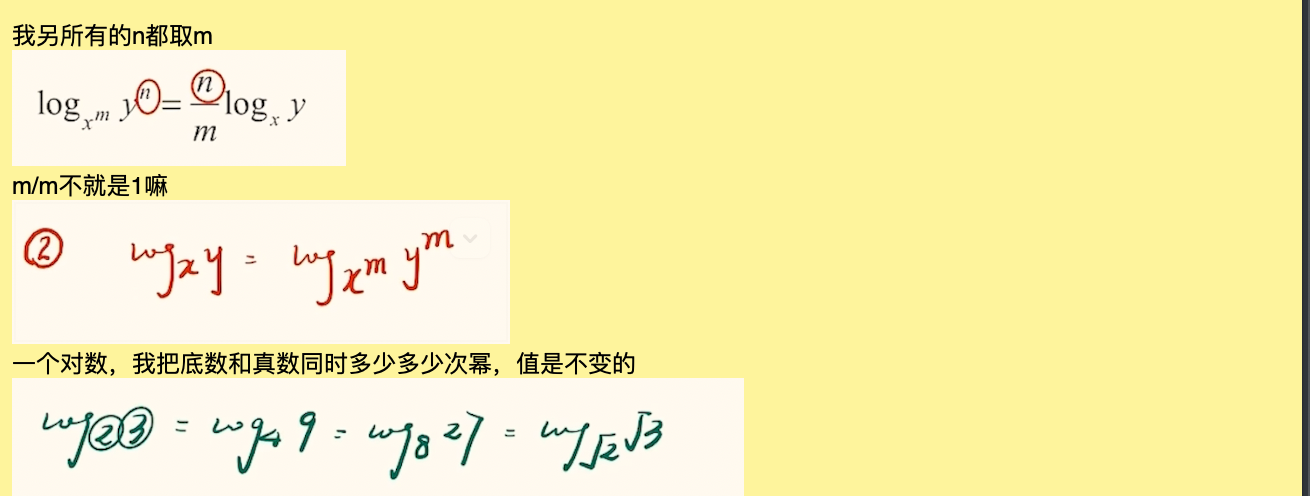 我另所有的n都取m
log_{x^m} y^n = \frac{n}{m} log_x y
m/m不就是1嘛
② log_x y = log_{x^m} y^m
一个对数，我把底数和真数同时多少多少次幂，值是不变的
log_2 3 = log_4 9 = log_8 27 = log_{√2} √3